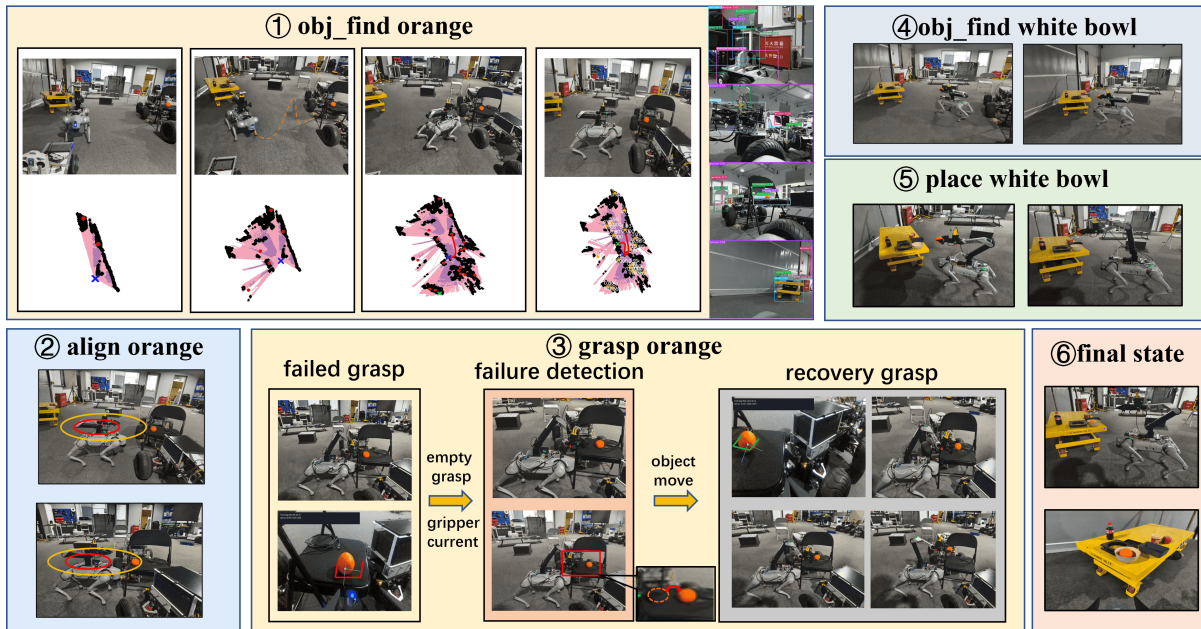 ① obj_find orange
④obj_find white bowl
⑤ place white bowl
② align orange
③ grasp orange
failed grasp
failure detection
recovery grasp
empty
grasp
gripper
current
object
move
⑥final state